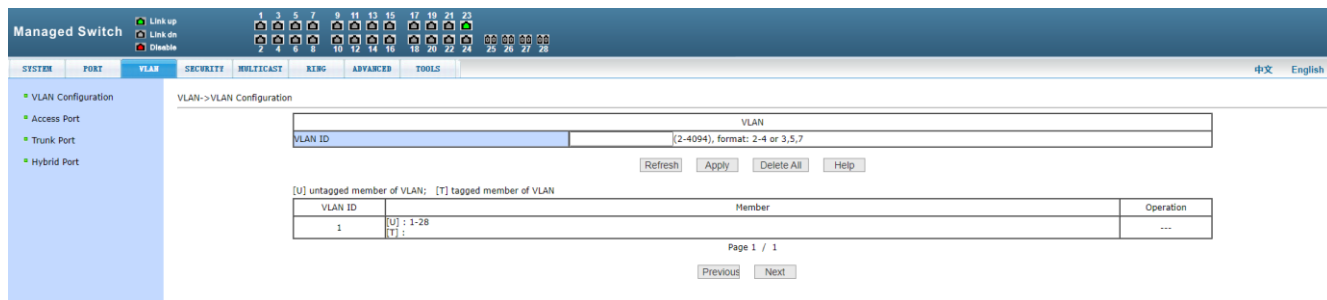 Managed Switch
Link up
Link dn
Disable
1 3 5 7 9 11 13 15 17 19 21 23
2 4 6 8 10 12 14 16 18 20 22 24 25 26 27 28
SYSTEM PORT VLAN SECURITY MULTICAST RING ADVANCED TOOLS 中文 English
VLAN Configuration
Access Port
Trunk Port
Hybrid Port
VLAN->VLAN Configuration
VLAN
VLAN ID (2-4094), format: 2-4 or 3,5,7
Refresh Apply Delete All Help
[U] untagged member of VLAN; [T] tagged member of VLAN
VLAN ID Member Operation
1 [U] : 1-28 ---
[T] :
Page 1 / 1
Previous Next